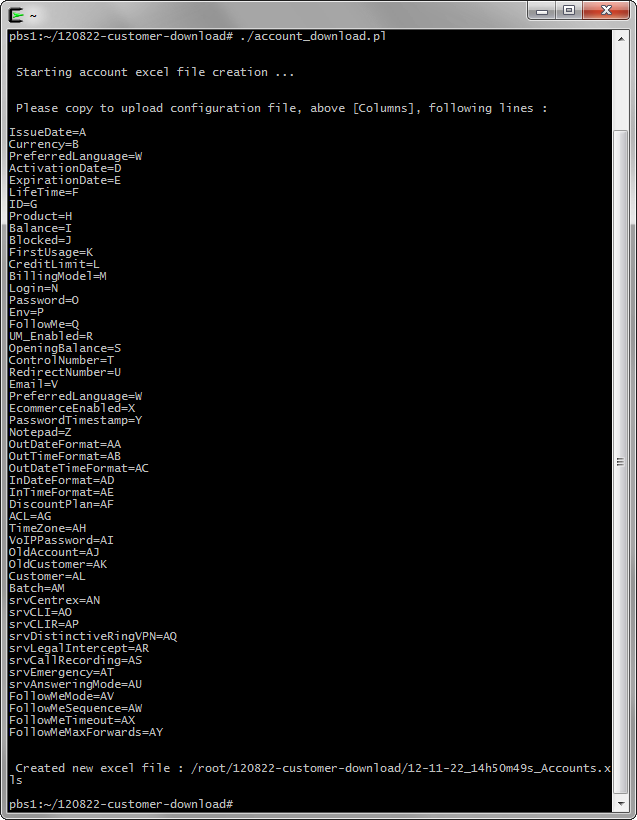 ~
pbs1:~/120822-customer-download# ./account_download.pl
Starting account excel file creation ...
Please copy to upload configuration file, above [Columns], following lines :
IssueDate=A
Currency=B
PreferredLanguage=W
ActivationDate=D
ExpirationDate=E
LifeTime=F
ID=G
Product=H
Balance=I
Blocked=J
FirstUsage=K
CreditLimit=L
BillingModel=M
Login=N
Password=O
Env=P
FollowMe=Q
UM_Enabled=R
OpeningBalance=S
ControlNumber=T
RedirectNumber=U
Email=V
PreferredLanguage=W
EcommerceEnabled=X
PasswordTimestamp=Y
Notepad=Z
OutDateFormat=AA
OutTimeFormat=AB
OutDateTimeFormat=AC
InDateFormat=AD
InTimeFormat=AE
DiscountPlan=AF
ACL=AG
TimeZone=AH
VoIPPassword=AI
OldAccount=AJ
OldCustomer=AK
Customer=AL
Batch=AM
srvCentrex=AN
srvCLI=AO
srvCLIR=AP
srvDistinctiveRingVPN=AQ
srvLegalIntercept=AR
srvCallRecording=AS
srvEmergency=AT
srvAnsweringMode=AU
FollowMeMode=AV
FollowMeSequence=AW
FollowMeTimeout=AX
FollowMeMaxForwards=AY
Created new excel file : /root/120822-customer-download/12-11-22_14h50m49s_Accounts.x
ls
pbs1:~/120822-customer-download#